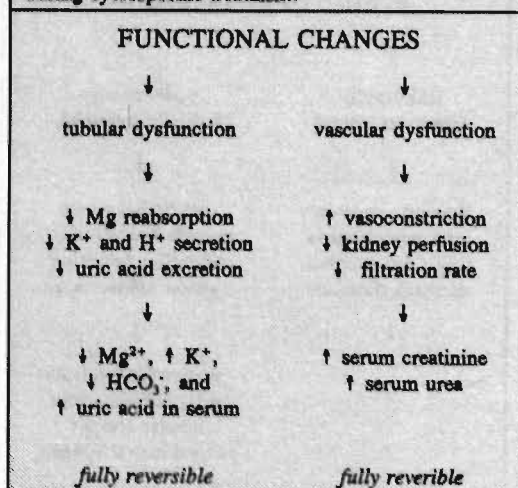 FUNCTIONAL CHANGES
↓
tubular dysfunction
↓
↓ Mg reabsorption
↓ K⁺ and H⁺ secretion
↓ uric acid excretion
↓
↓ Mg²⁺, ↑ K⁺,
↓ HCO₃⁻, and
↑ uric acid in serum
fully reversible
↓
vascular dysfunction
↓
↑ vasoconstriction
↓ kidney perfusion
↓ filtration rate
↓
↑ serum creatinine
↑ serum urea
fully reverible